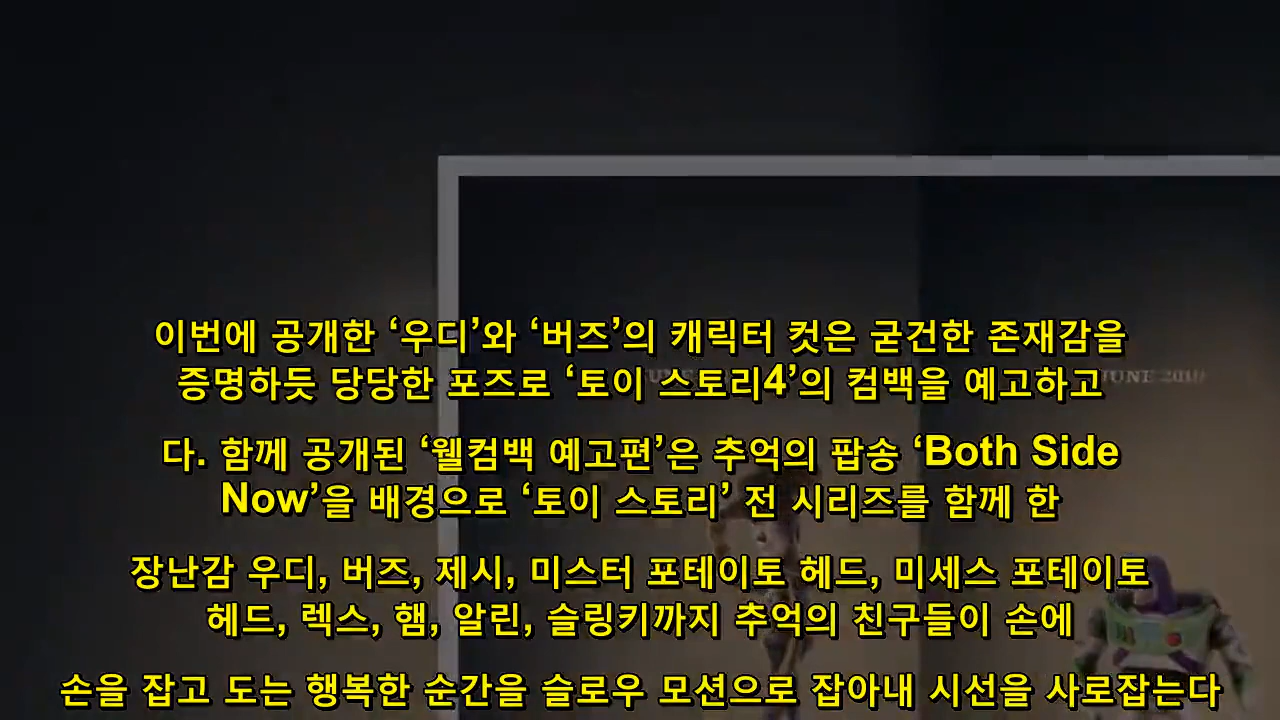 이번에 공개한 ‘우디’와 ‘버즈’의 캐릭터 컷은 굳건한 존재감을
증명하듯 당당한 포즈로 ‘토이 스토리4’의 컴백을 예고하고
JUNE 2019
다. 함께 공개된 ‘웰컴백 예고편’은 추억의 팝송 ‘Both Side
Now’을 배경으로 ‘토이 스토리’ 전 시리즈를 함께 한
장난감 우디, 버즈, 제시, 미스터 포테이토 헤드, 미세스 포테이토
헤드, 렉스, 햄, 알린, 슬링키까지 추억의 친구들이 손에
손을 잡고 도는 행복한 순간을 슬로우 모션으로 잡아내 시선을 사로잡는다